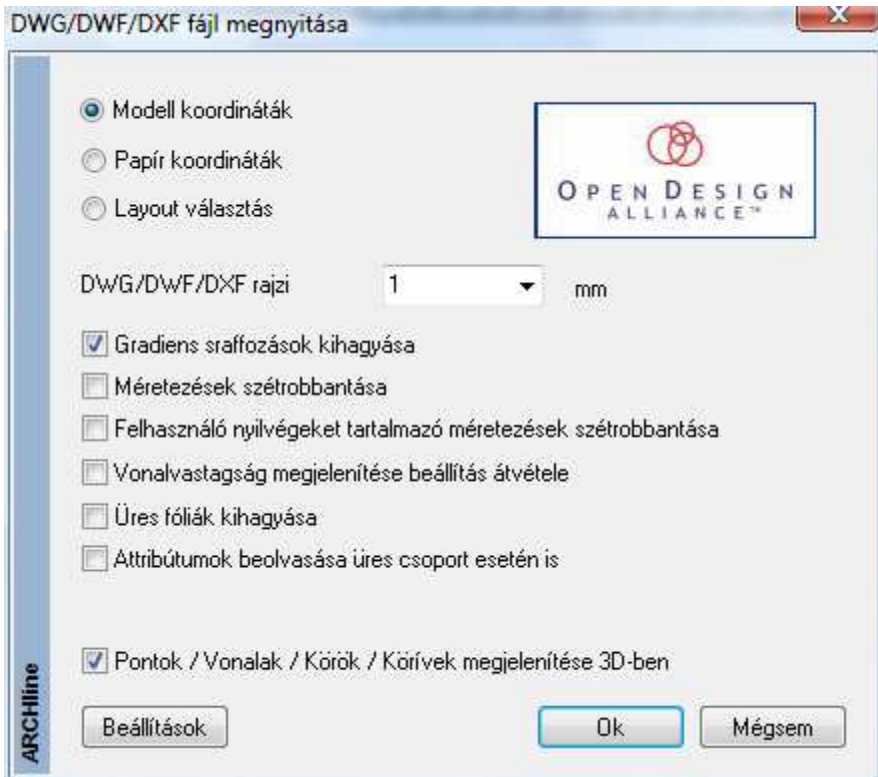 DWG/DWF/DXF fájl megnyitása
Modell koordináták
Papír koordináták
Layout választás
OPEN DESIGN
ALLIANCE™
DWG/DWF/DXF rajzi
1
mm
Gradiens sraffozások kihagyása
Méretezések szétrobbantása
Felhasználó nyilvégeket tartalmazó méretezések szétrobbantása
Vonalvastagság megjelenítése beállítás átvétele
Üres fóliák kihagyása
Attribútumok beolvasása üres csoport esetén is
Pontok / Vonalak / Körök / Körívek megjelenítése 3D-ben
ARCHline
Beállítások
Ok
Mégsem